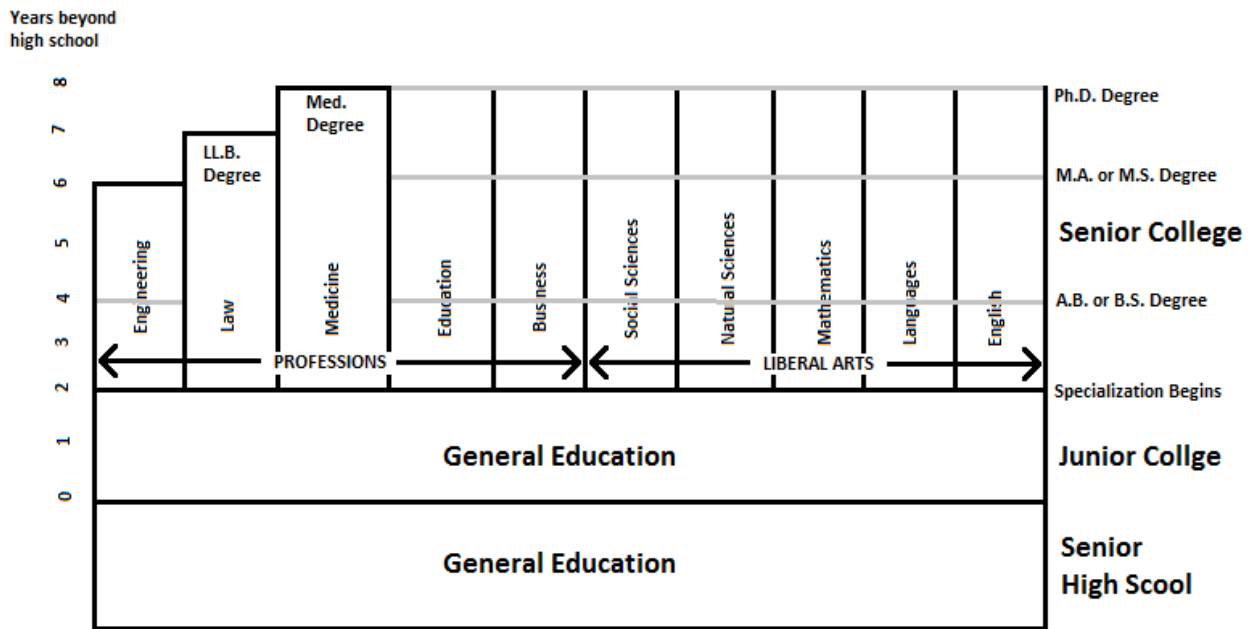 Years beyond
high school
8
Ph.D. Degree
Med.
Degree
7
LL.B.
Degree
M.A. or M.S. Degree
6
Senior College
5
4
A.B. or B.S. Degree
Engineering
Law
Medicine
Education
Business
Social Sciences
Natural Sciences
Mathematics
Languages
English
3
PROFESSIONS
LIBERAL ARTS
2
Specialization Begins
1
General Education
Junior Collge
0
General Education
Senior
High Scool